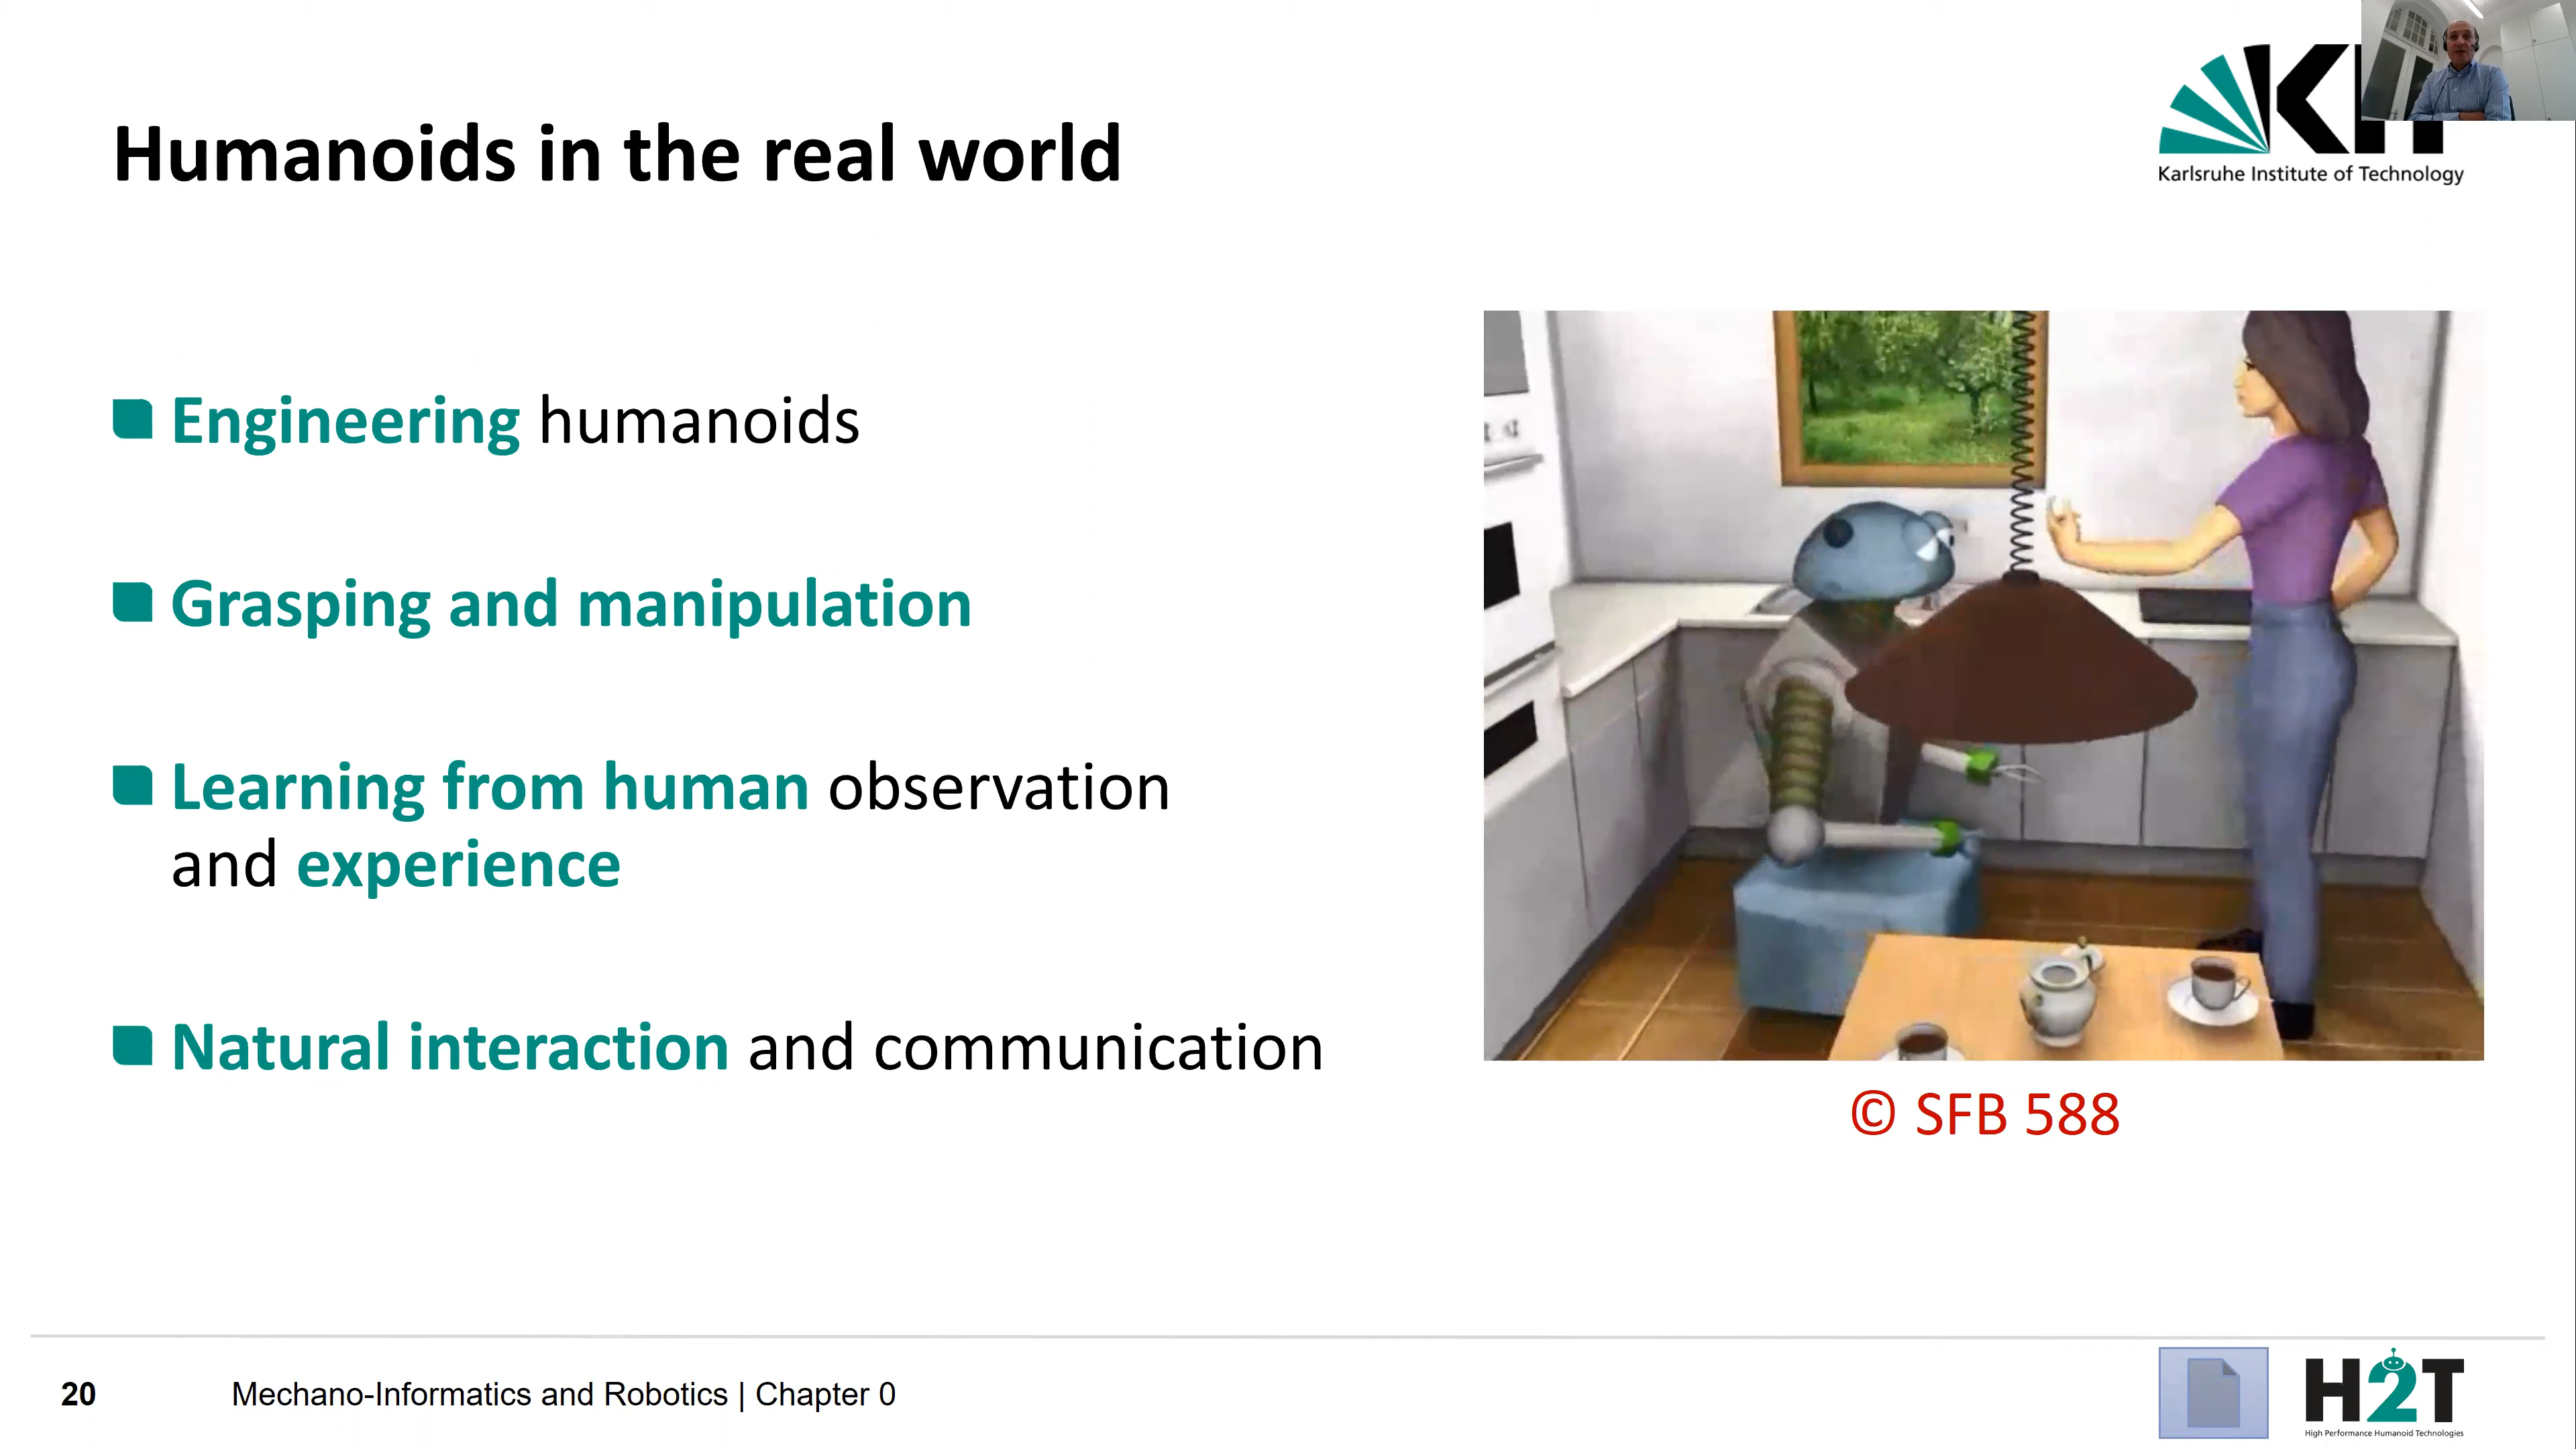 Humanoids in the real world
Karlsruhe Institute of Technology
Engineering humanoids
Grasping and manipulation
Learning from human observation
and experience
Natural interaction and communication
© SFB 588
20
Mechano-Informatics and Robotics | Chapter 0
H2T
High Performance Humanoid Technologies